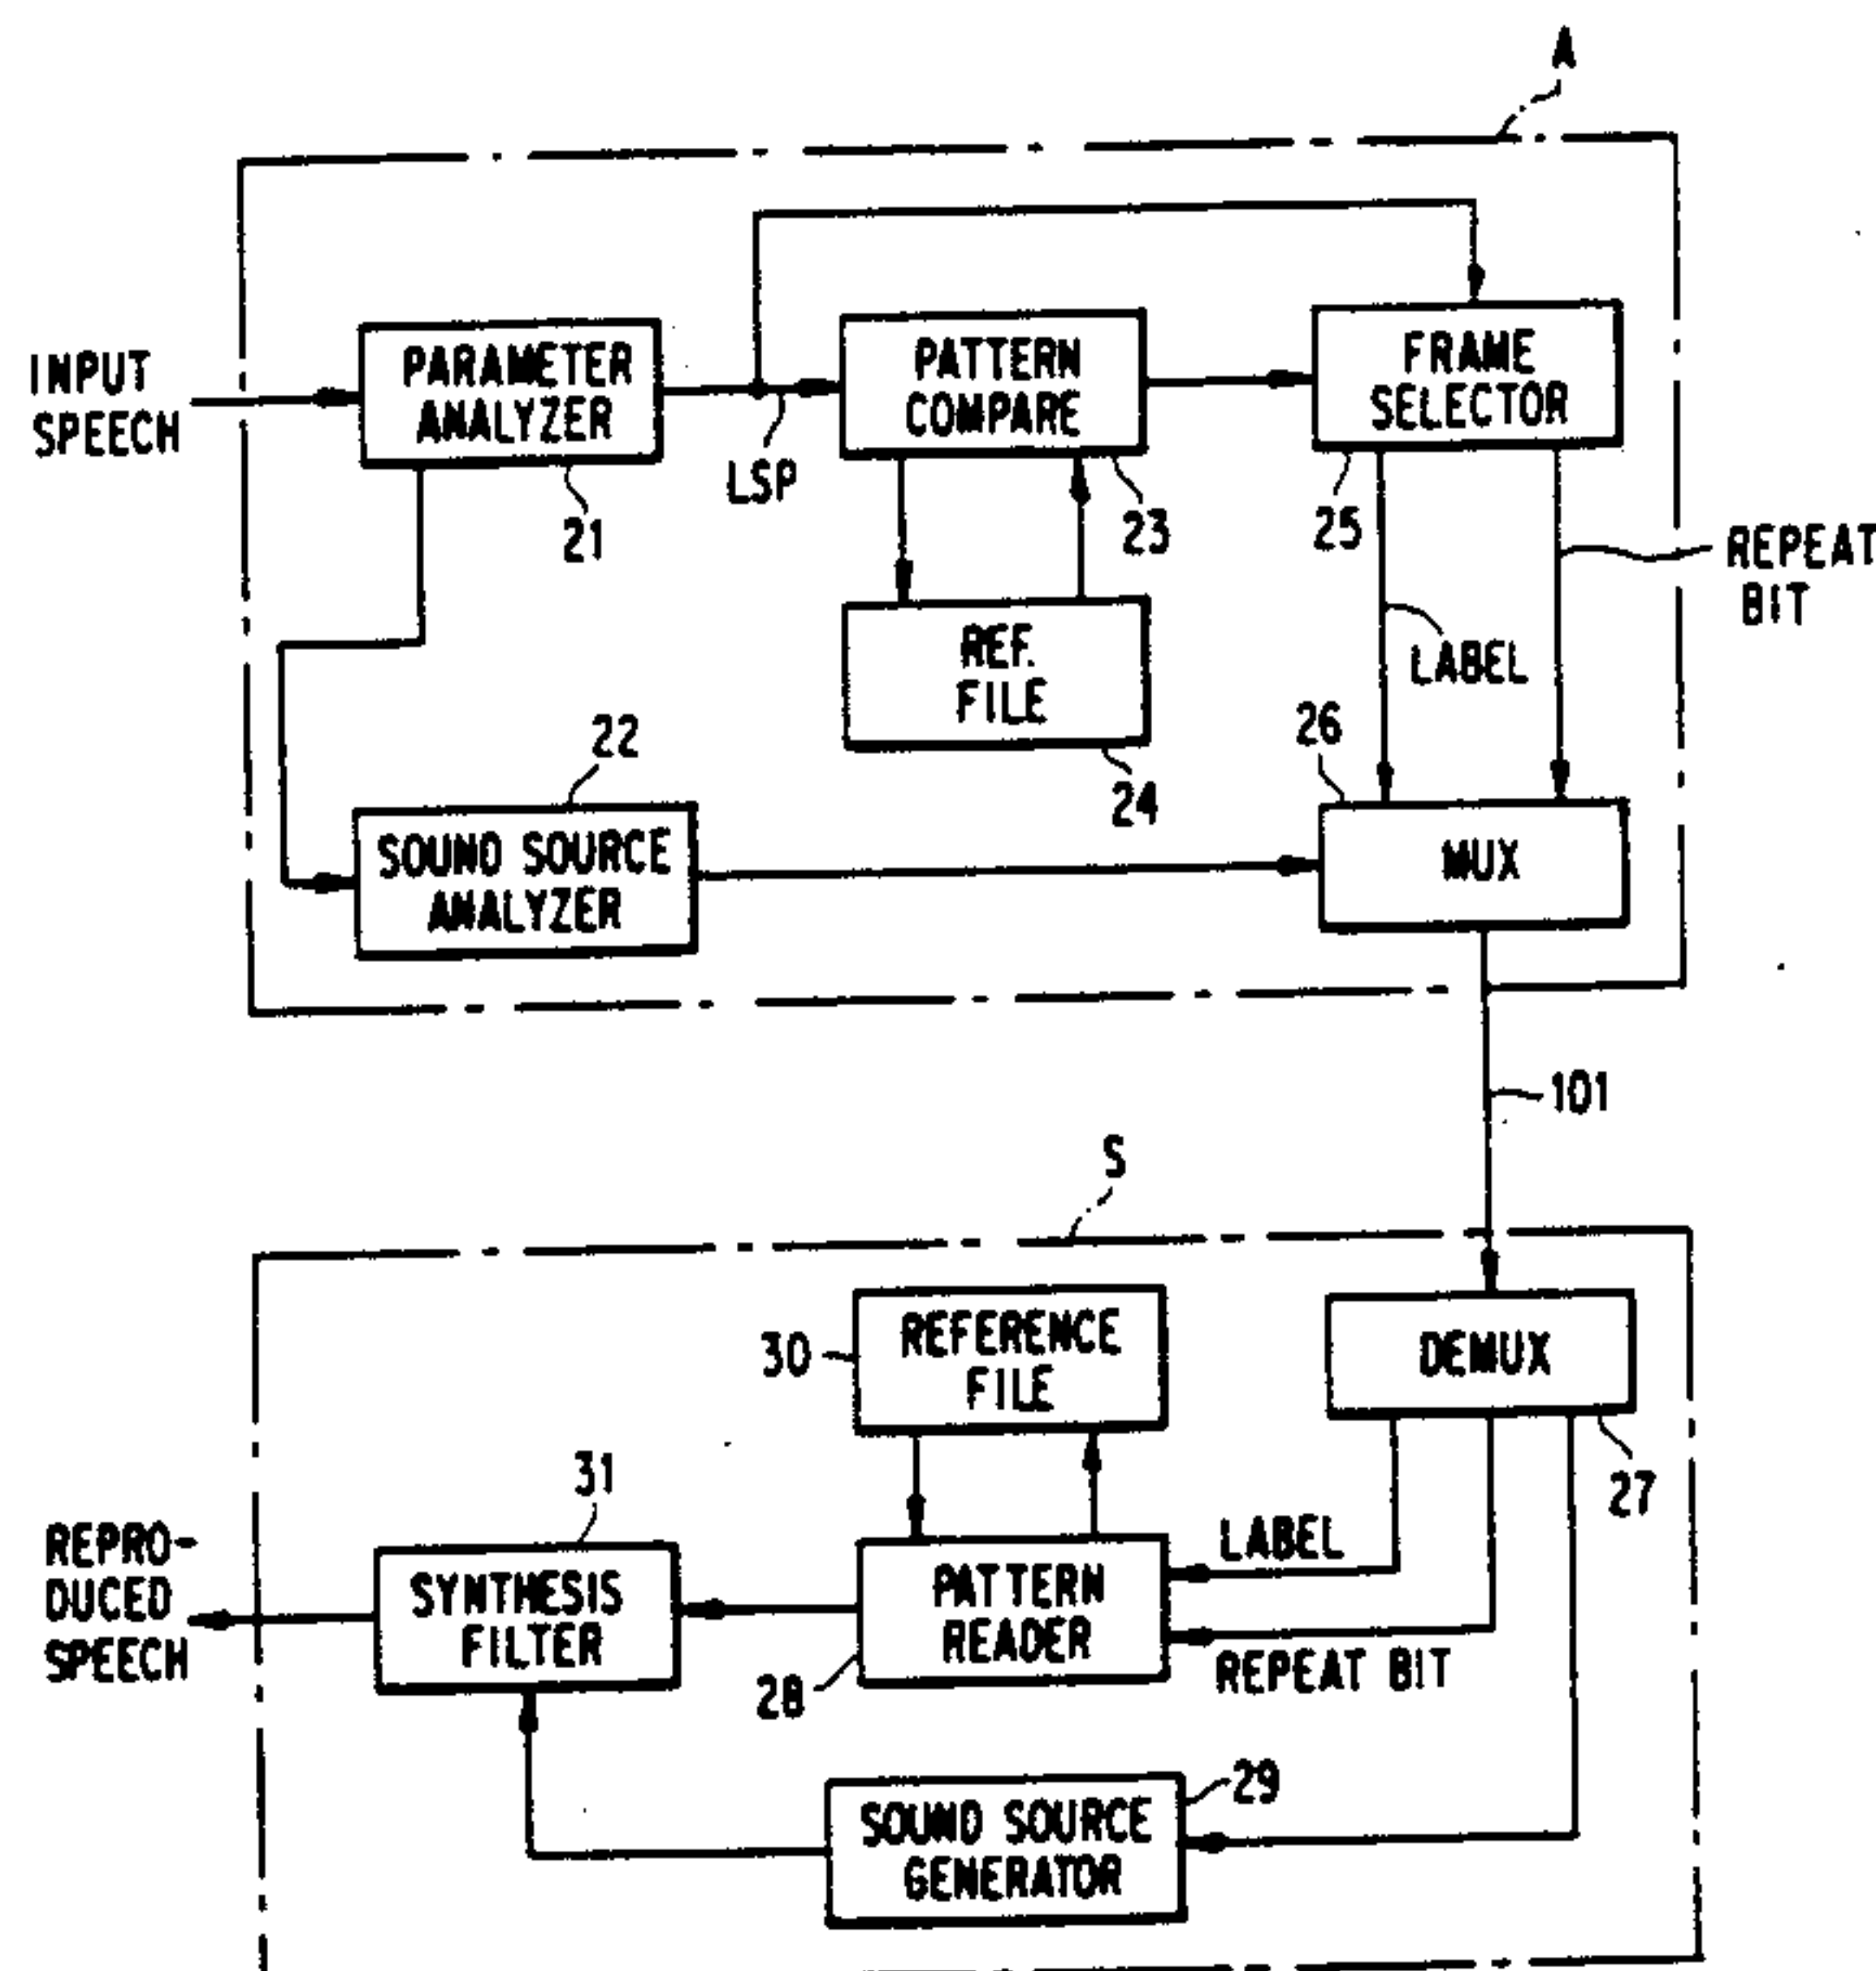 A
INPUT
SPEECH
PARAMETER
ANALYZER
21
LSP
PATTERN
COMPARE
23
FRAME
SELECTOR
25
REPEAT
BIT
LABEL
REF.
FILE
24
22
SOUND SOURCE
ANALYZER
26
MUX
101
S
30
REFERENCE
FILE
DEMUX
27
31
REPRO-
DUCED
SPEECH
SYNTHESIS
FILTER
PATTERN
READER
28
LABEL
REPEAT BIT
29
SOUND SOURCE
GENERATOR